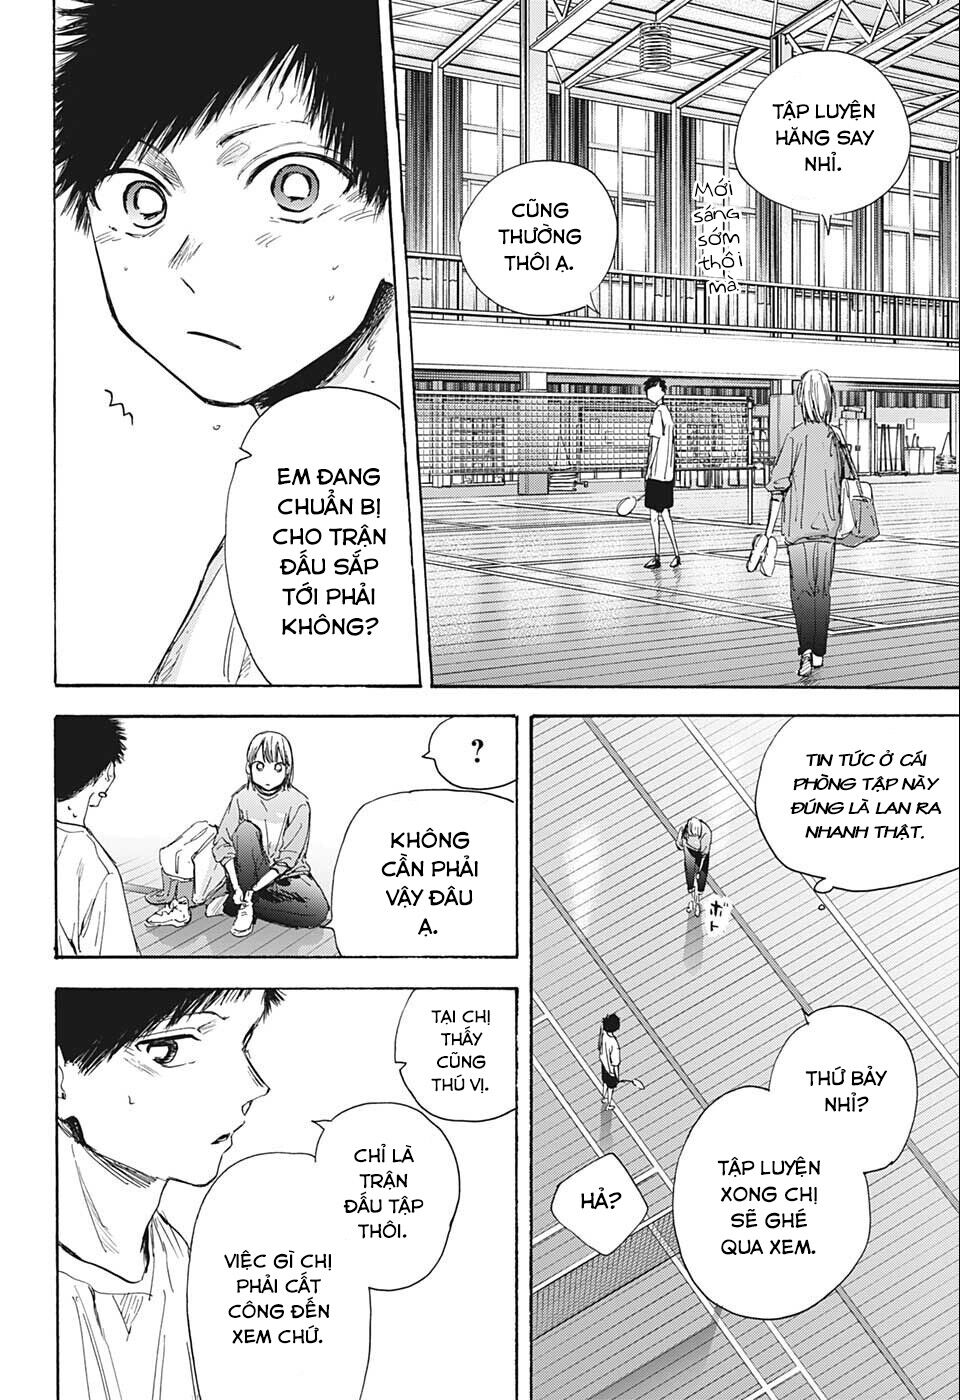 TẬP LUYỆN
HĂNG SAY
NHỈ.
Mới
sáng
sớm
thôi
mà
CŨNG
THƯỜNG
THÔI Ạ.
EM ĐANG
CHUẨN BỊ
CHO TRẬN
ĐẤU SẮP
TỚI PHẢI
KHÔNG?
TIN TỨC Ở CÁI
PHÒNG TẬP NÀY
ĐÚNG LÀ LAN RA
NHANH THẬT.
ボト
THỨ BẢY
NHỈ?
TẬP LUYỆN
XONG CHỊ
SẼ GHÉ
QUA XEM.
HẢ?
?
KHÔNG
CẦN PHẢI
VẬY ĐÂU
Ạ.
TẠI CHỊ
THẤY
CŨNG
THÚ VỊ.
CHỈ LÀ
TRẬN
ĐẤU TẬP
THÔI.
VIỆC GÌ CHỊ
PHẢI CẤT
CÔNG ĐẾN
XEM CHỨ.